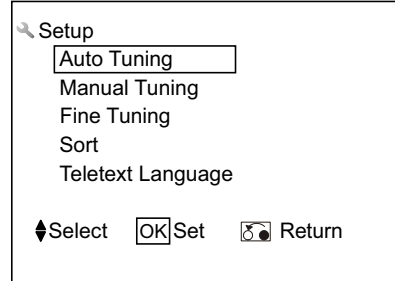 Setup
Auto Tuning
Manual Tuning
Fine Tuning
Sort
Teletext Language
Select OK Set Return